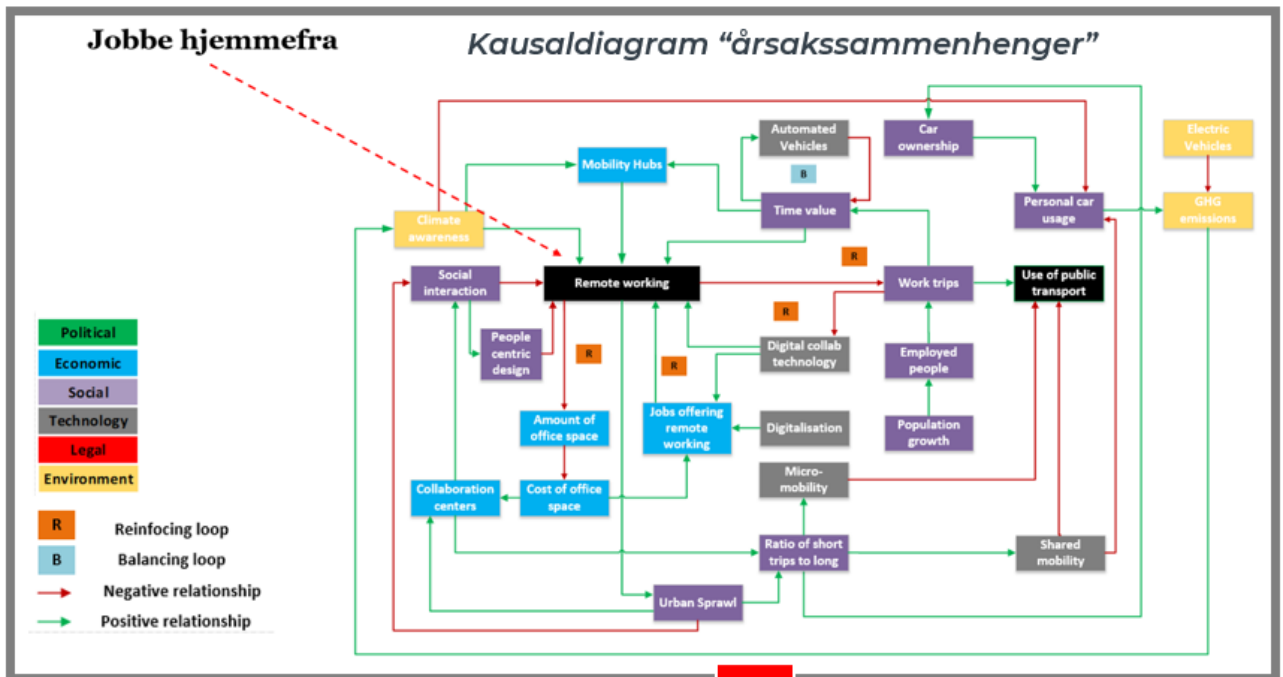 Jobbe hjemmefra
Kausaldiagram “årsakssammenhenger”
Automated
Vehicles
Car
ownership
Electric
Vehicles
Mobility Hubs
B
Time value
Personal car
usage
GHG
emissions
Climate
awareness
R
Social
interaction
Remote working
Work trips
Use of public
transport
R
People
centric
design
R
R
Digital collab
technology
Employed
people
Political
Economic
Social
Technology
Legal
Environment
Amount of
office space
Jobs offering
remote
working
Digitalisation
Population
growth
Collaboration
centers
Cost of office
space
Micro-
mobility
R
Reinfocing loop
B
Balancing loop
Negative relationship
Positive relationship
Ratio of short
trips to long
Shared
mobility
Urban Sprawl